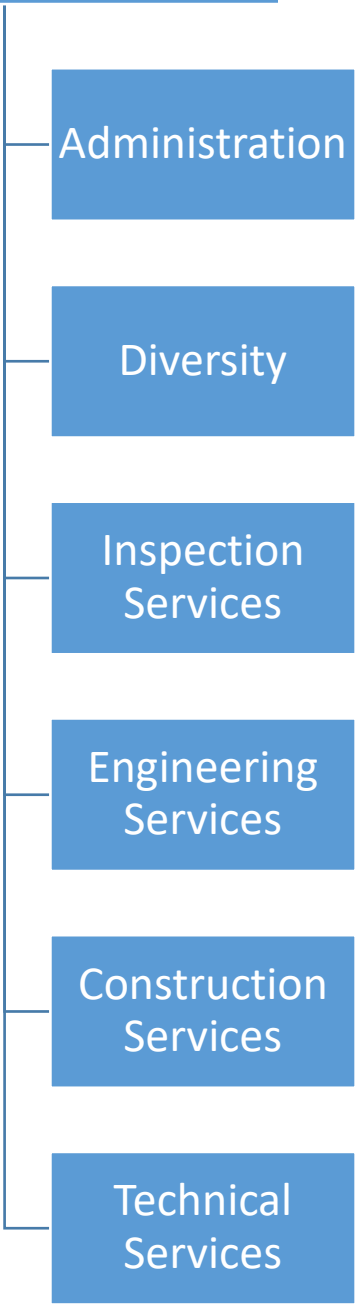 Administration
Diversity
Inspection
Services
Engineering
Services
Construction
Services
Technical
Services